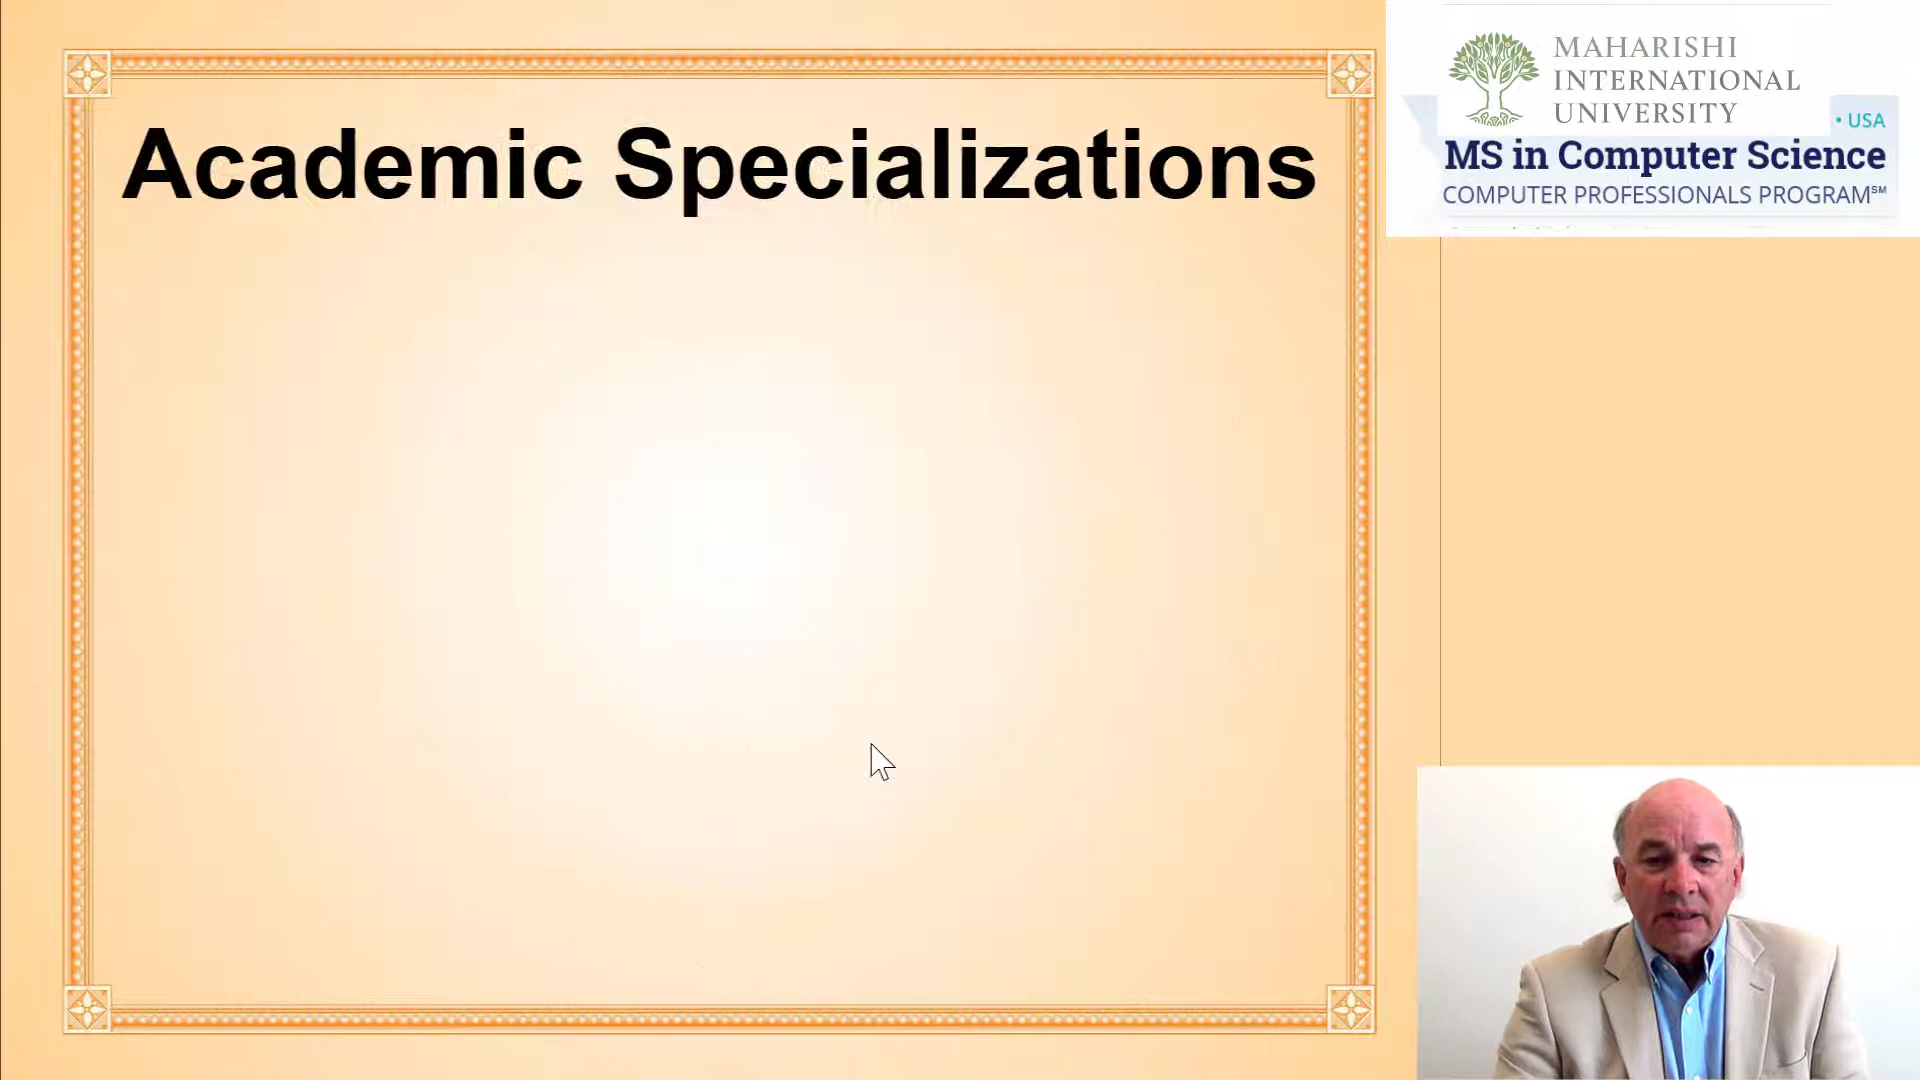 Academic Specializations
MAHARISHI
INTERNATIONAL
UNIVERSITY
• USA
MS in Computer Science
COMPUTER PROFESSIONALS PROGRAM℠